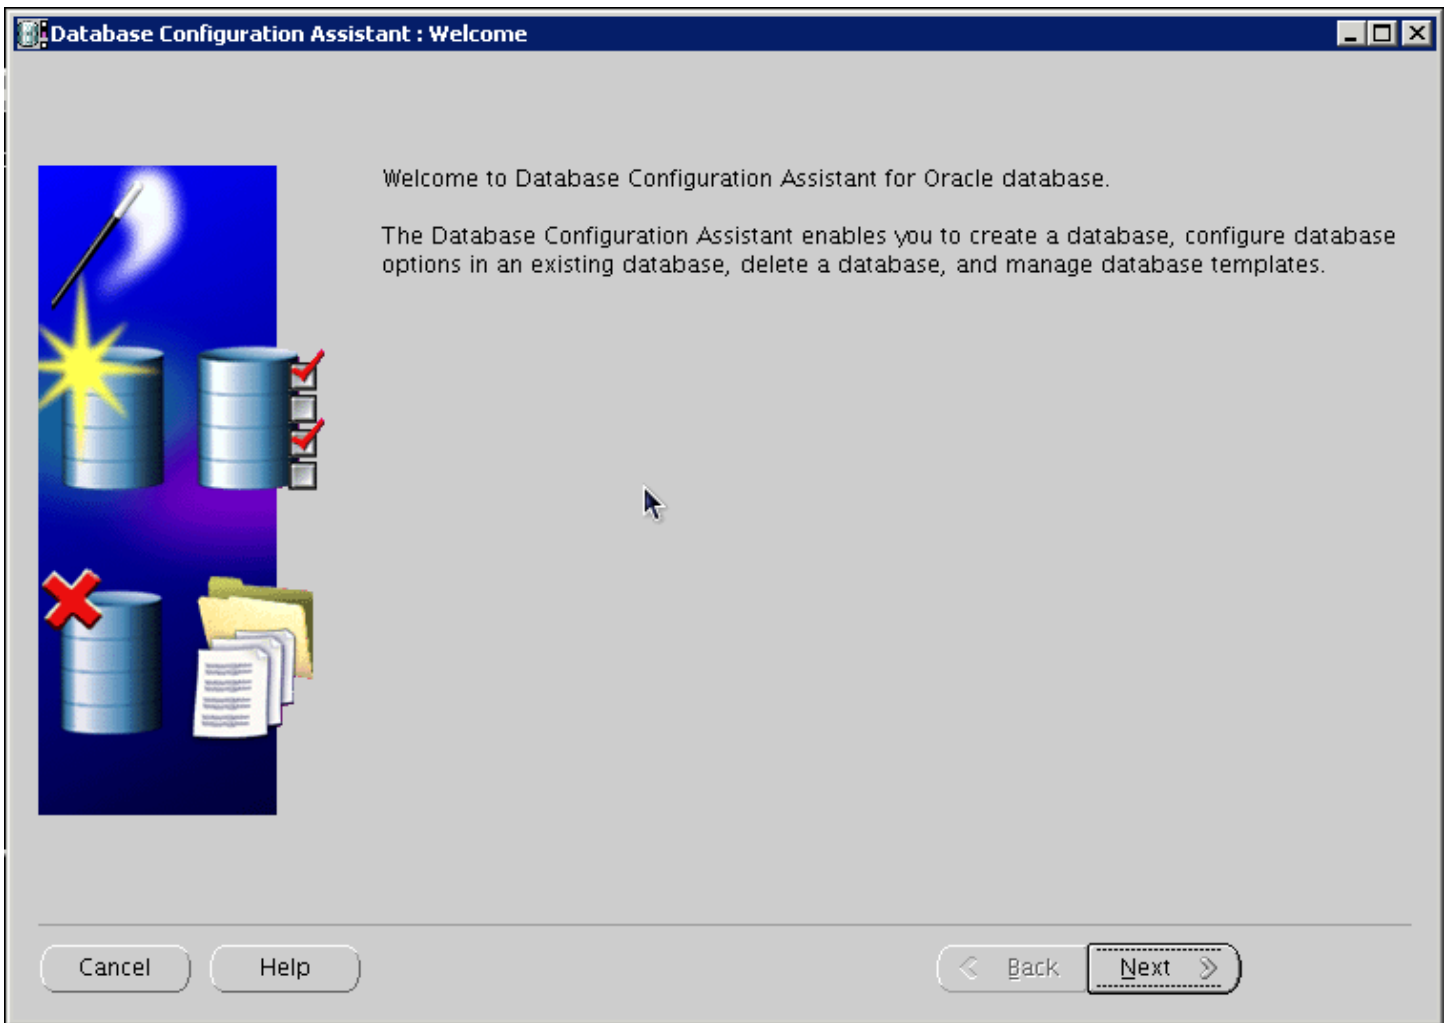 Database Configuration Assistant : Welcome
Welcome to Database Configuration Assistant for Oracle database.
The Database Configuration Assistant enables you to create a database, configure database
options in an existing database, delete a database, and manage database templates.
Cancel
Help
Back
Next